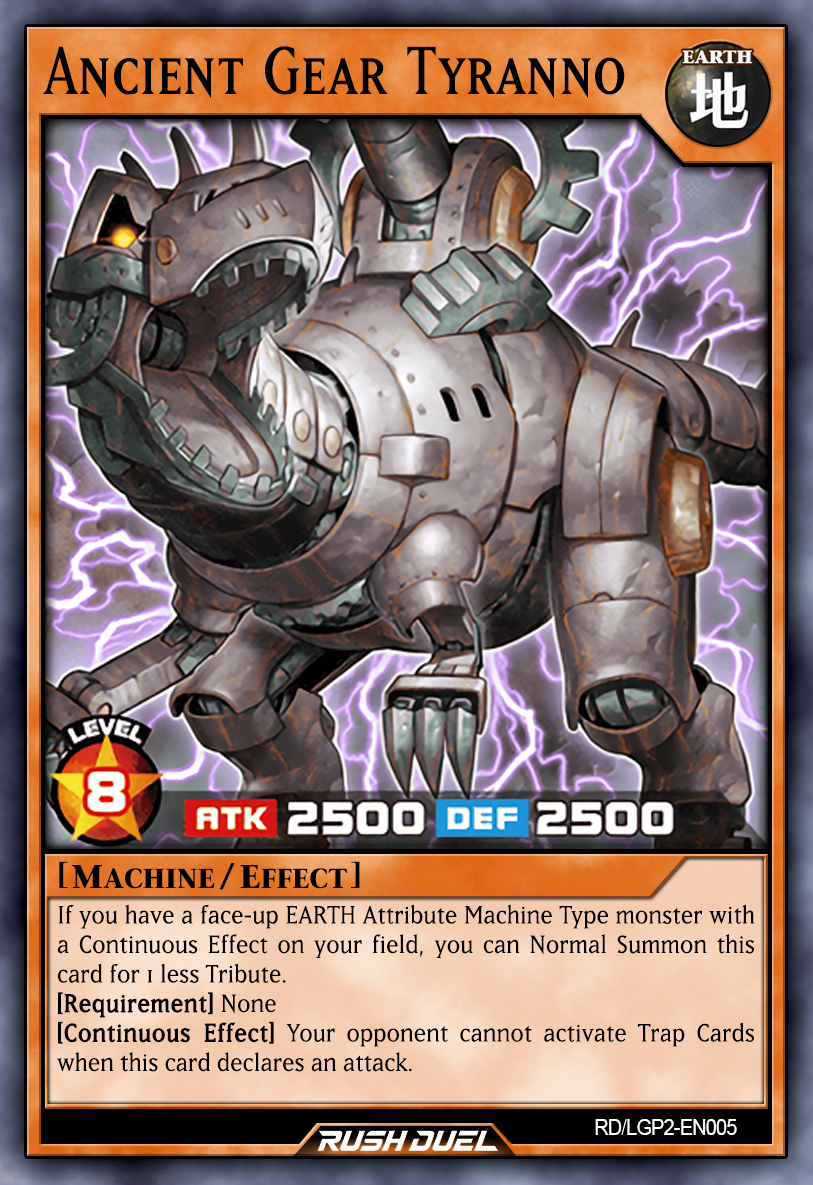 Ancient Gear Tyranno
EARTH
地
LEVEL
8
ATK 2500 DEF 2500
[Machine/Effect]
If you have a face-up EARTH Attribute Machine Type monster with
a Continuous Effect on your field, you can Normal Summon this
card for 1 less Tribute.
[Requirement] None
[Continuous Effect] Your opponent cannot activate Trap Cards
when this card declares an attack.
RD/LGP2-EN005
RUSH DUEL